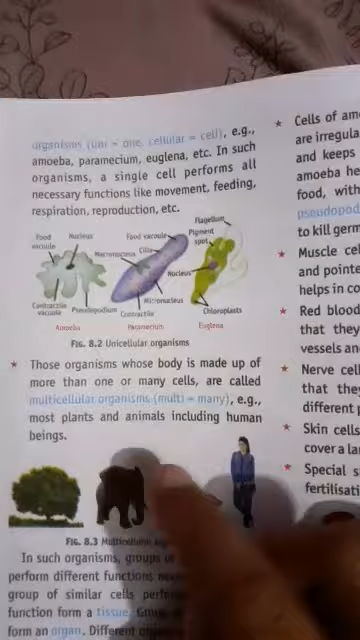 organisms (uni = one, cellular = cell), e.g.,
amoeba, paramecium, euglena, etc. In such
organisms, a single cell performs all
necessary functions like movement, feeding,
respiration, reproduction, etc.
Flagellum
Food vacuole
Nucleus
Food vacuole
Pigment spot
Cilia
Macronucleus
Nucleus
Micronucleus
Contractile vacuole
Pseudopodium
Contractile
Chloroplasts
Amoeba
Paramecium
Euglena
FIG. 8.2 Unicellular organisms
★ Those organisms whose body is made up of
more than one or many cells, are called
multicellular organisms (multi = many), e.g.,
most plants and animals including human
beings.
FIG. 8.3 Multicellular
In such organisms, groups
perform different functions
group of similar cells
function form a tissue.
form an organ. Different
★ Cells of
are irregula
and keeps
amoeba he
food, with
pseudopod
to kill germ
★ Muscle cel
and pointe
helps in co
★ Red blood
that they
vessels an
★ Nerve cel
that the
different
★ Skin cells
cover a la
★ Special s
fertilisati